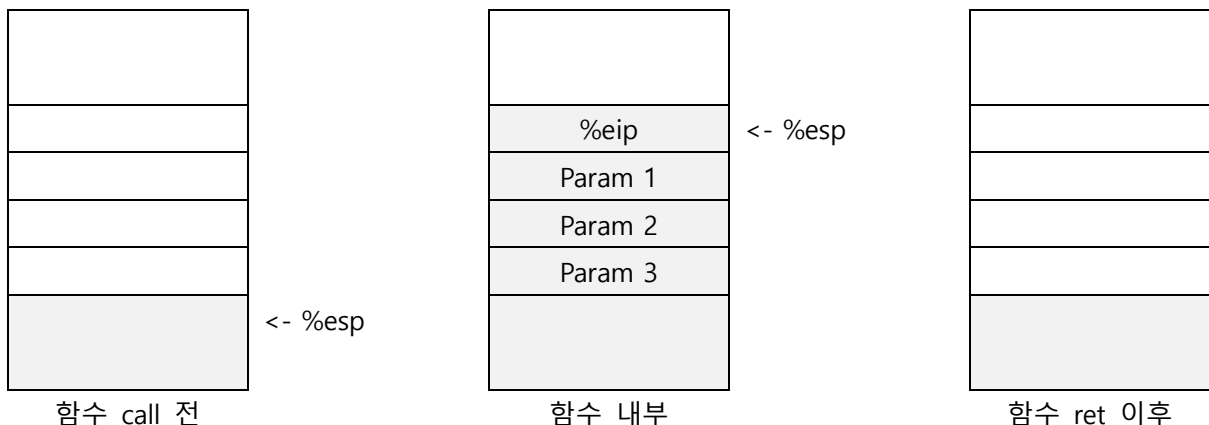 %eip
<- %esp
Param 1
Param 2
Param 3
<- %esp
함수 call 전
함수 내부
함수 ret 이후